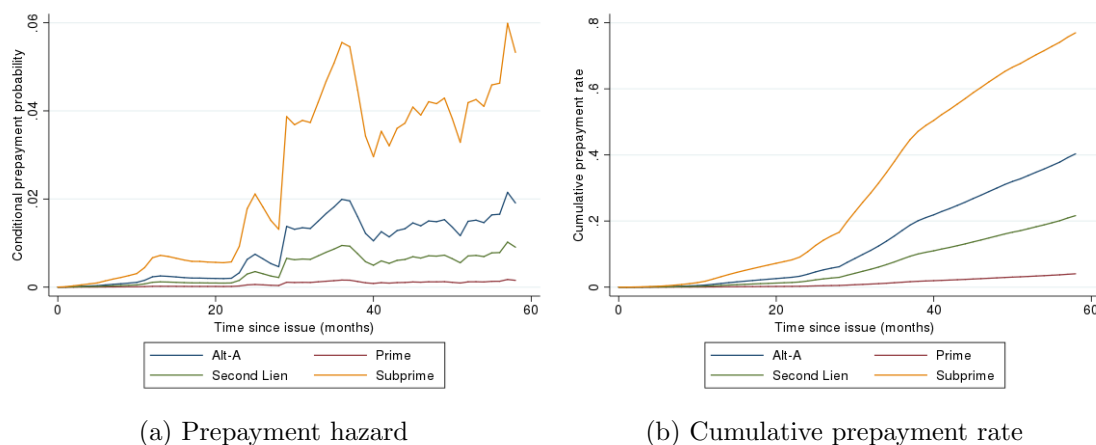 Conditional prepayment probability
0 .02 .04 .06
0 20 40 60
Time since issue (months)
Alt-A Prime
Second Lien Subprime
(a) Prepayment hazard
Cumulative prepayment rate
0 .2 .4 .6 .8
0 20 40 60
Time since issue (months)
Alt-A Prime
Second Lien Subprime
(b) Cumulative prepayment rate